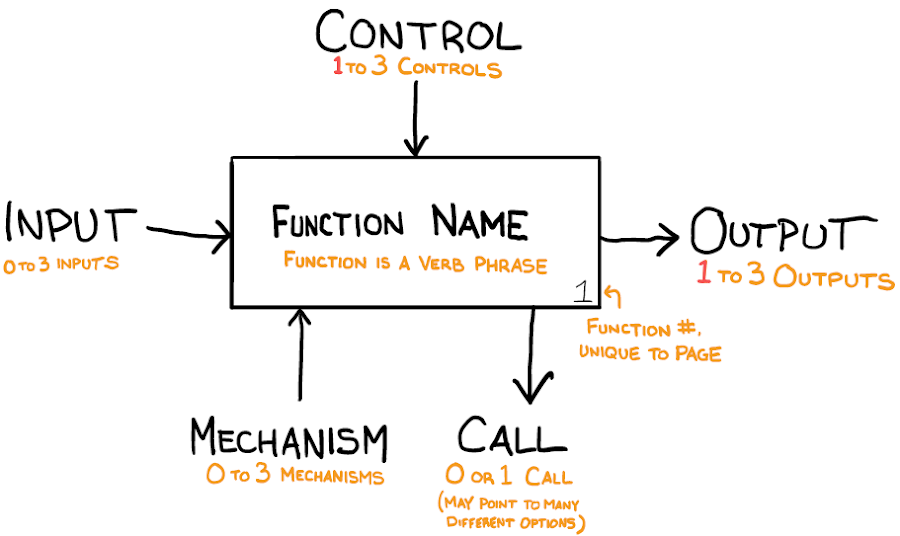 CONTROL
1 TO 3 CONTROLS
INPUT
0 TO 3 INPUTS
FUNCTION NAME
FUNCTION IS A VERB PHRASE
1
OUTPUT
1 TO 3 OUTPUTS
FUNCTION #,
UNIQUE TO PAGE
MECHANISM
0 TO 3 MECHANISMS
CALL
0 OR 1 CALL
(MAY POINT TO MANY
DIFFERENT OPTIONS)